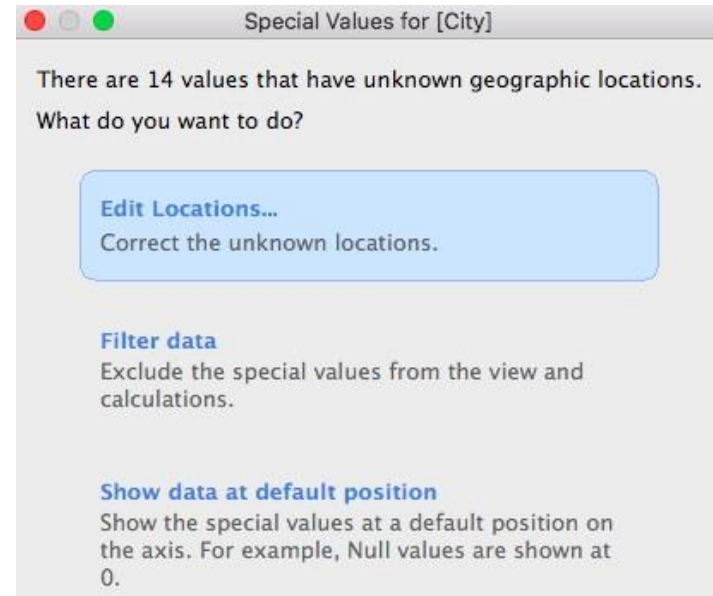 Special Values for [City]
There are 14 values that have unknown geographic locations.
What do you want to do?
Edit Locations...
Correct the unknown locations.
Filter data
Exclude the special values from the view and
calculations.
Show data at default position
Show the special values at a default position on
the axis. For example, Null values are shown at
0.